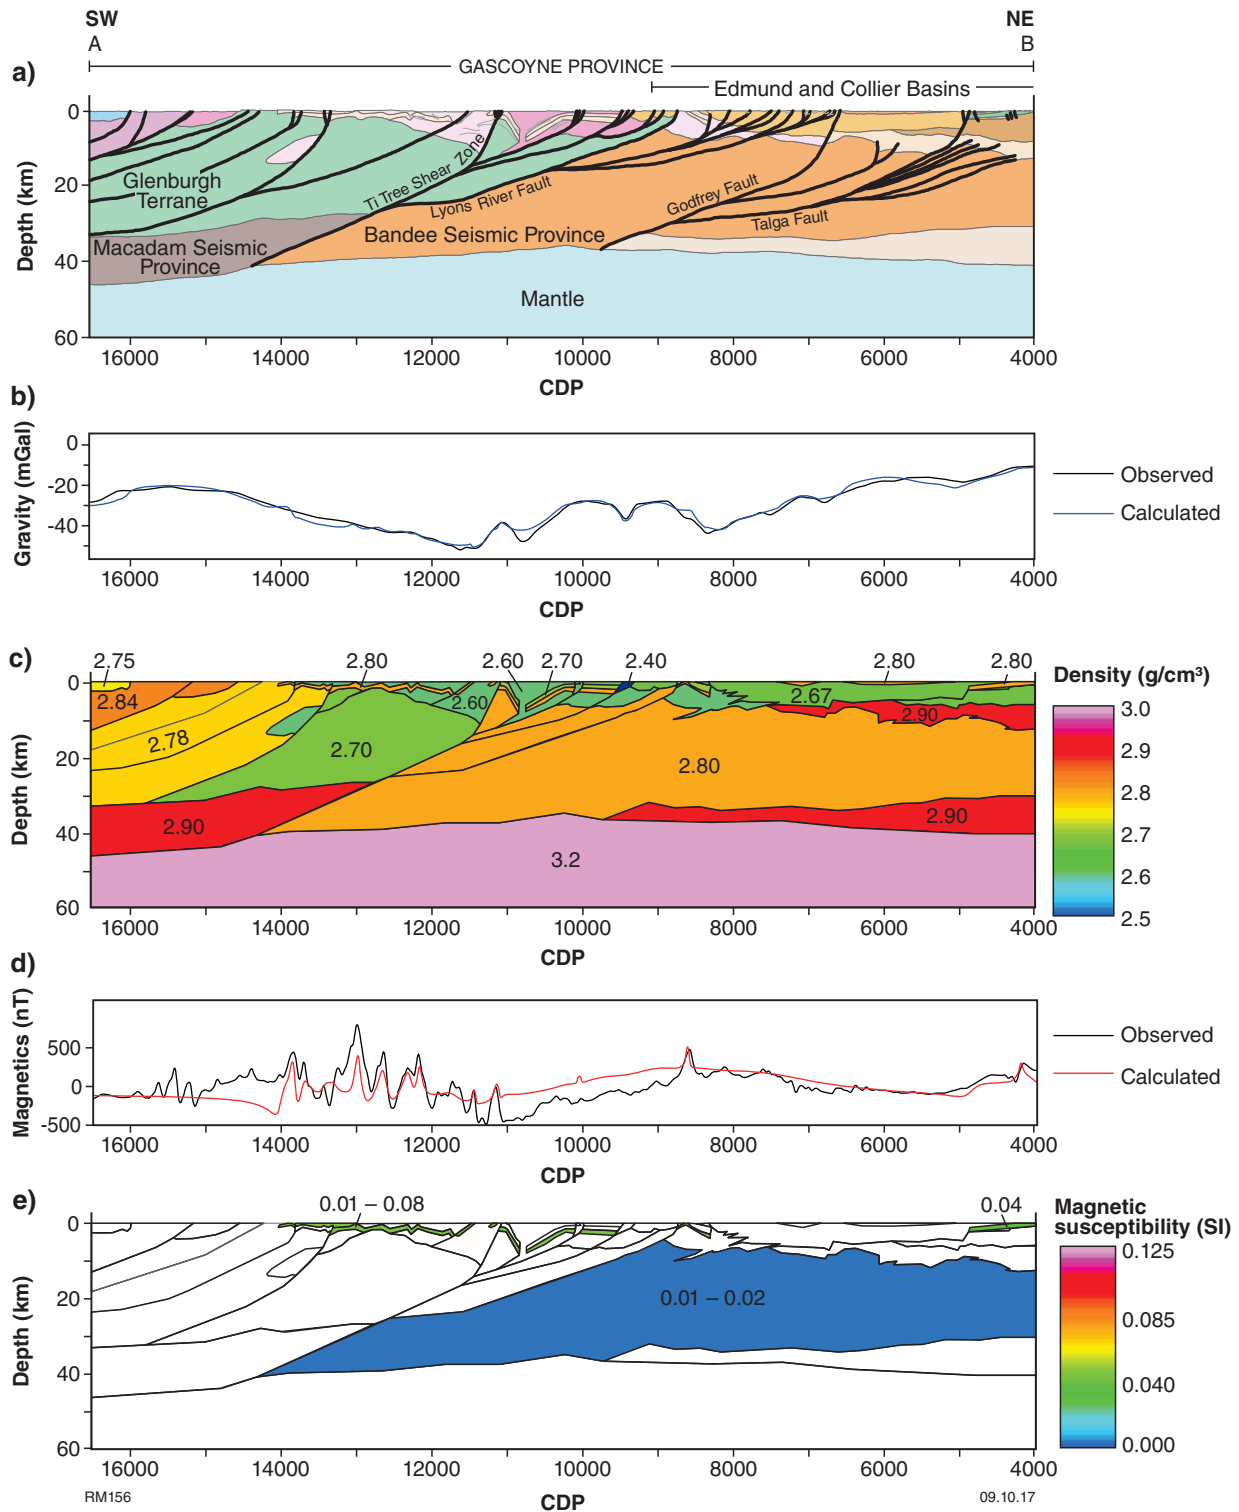 SW
NE
A
B
a)
GASCOYNE PROVINCE
Edmund and Collier Basins
0
20
40
60
Depth (km)
Glenburgh
Terrane
Ti Tree Shear Zone
Lyons River Fault
Godfrey Fault
Talga Fault
Macadam Seismic
Province
Bandee Seismic Province
Mantle
16000 14000 12000 10000 8000 6000 4000
CDP
b)
Gravity (mGal)
0
-20
-40
Observed
Calculated
16000 14000 12000 10000 8000 6000 4000
CDP
c)
2.75 2.80 2.60 2.70 2.40 2.80 2.80
Density (g/cm³)
0
20
40
60
Depth (km)
2.84
2.78
2.70
2.60
2.67
2.90
2.80
2.90
2.90
3.2
3.0
2.9
2.8
2.7
2.6
2.5
16000 14000 12000 10000 8000 6000 4000
CDP
d)
Magnetics (nT)
500
0
-500
Observed
Calculated
16000 14000 12000 10000 8000 6000 4000
CDP
e)
0.01 – 0.08
0.04
Magnetic
susceptibility (SI)
0
20
40
60
Depth (km)
0.01 – 0.02
0.125
0.085
0.040
0.000
16000 14000 12000 10000 8000 6000 4000
CDP
RM156
09.10.17